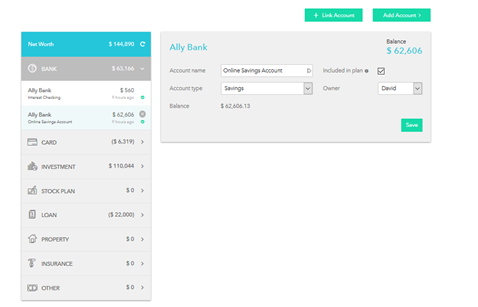 + Link Account
Add Account >
Net Worth $ 144,890
BANK $ 63,166
Ally Bank $ 560
Interest Checking 9 hours ago
Ally Bank $ 62,606
Online Savings Account 9 hours ago
CARD ($ 6,319) >
INVESTMENT $ 110,044 >
STOCK PLAN $ 0 >
LOAN ($ 22,000) >
PROPERTY $ 0 >
INSURANCE $ 0 >
OTHER $ 0 >
Ally Bank
Balance
$ 62,606
Account name Online Savings Account Included in plan
Account type Savings Owner David
Balance $ 62,606.13
Save